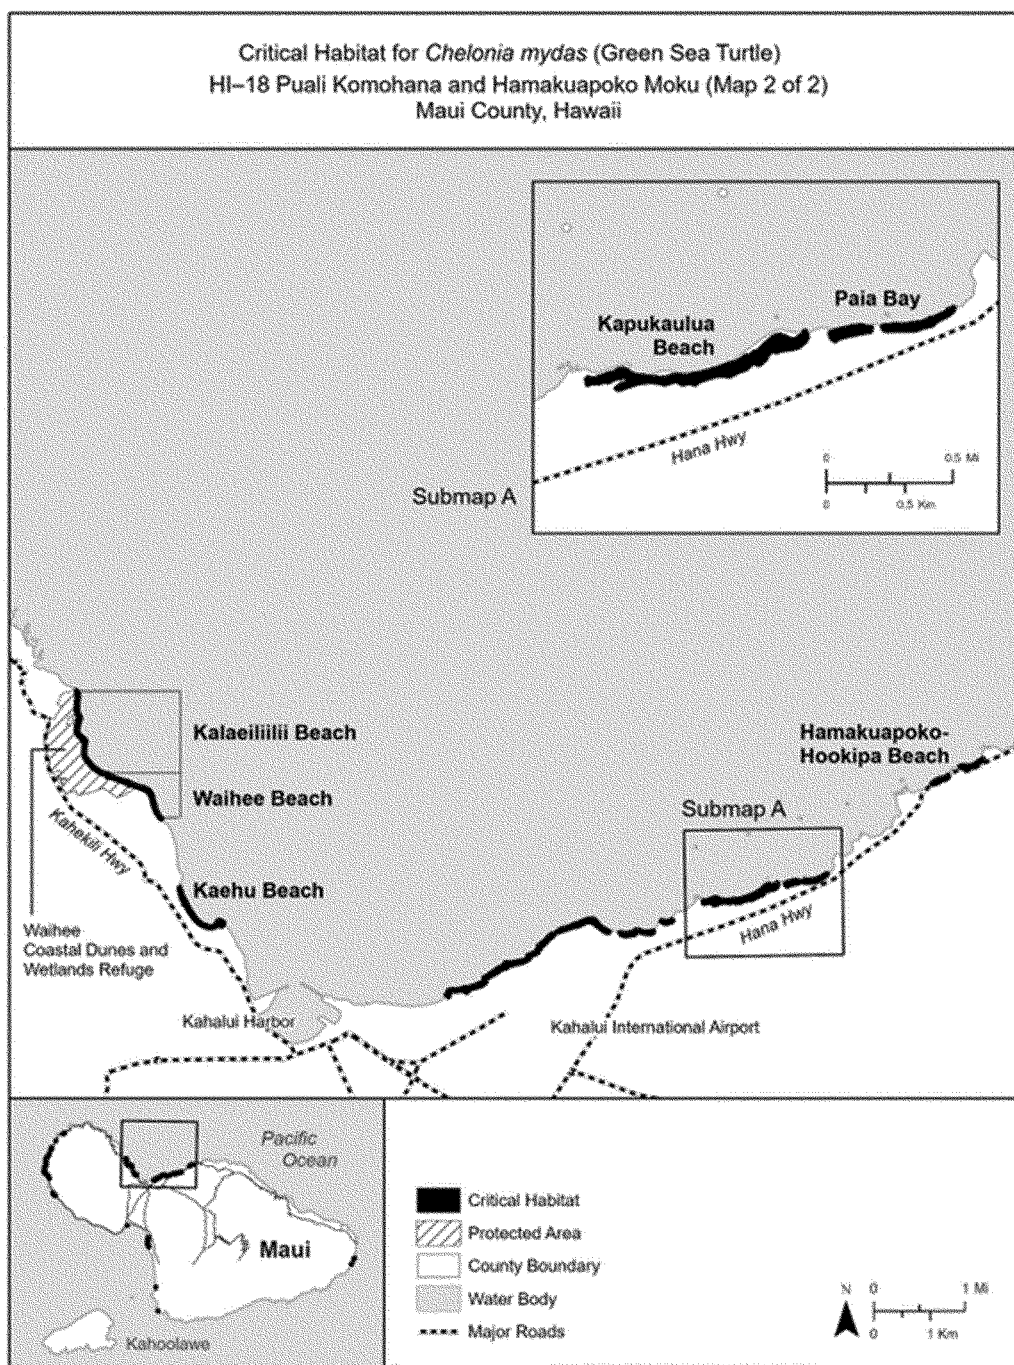 Critical Habitat for Chelonia mydas (Green Sea Turtle)
HI–18 Puali Komohana and Hamakuapoko Moku (Map 2 of 2)
Maui County, Hawaii
Paia Bay
Kapukaulua
Beach
Hana Hwy
0
0.5 Mi
0
0.5 Km
Submap A
Kalaeiliilii Beach
Waihee Beach
Hamakuapoko-
Hookipa Beach
Submap A
Kahekili Hwy
Kaehu Beach
Hana Hwy
Waihee
Coastal Dunes and
Wetlands Refuge
Kahalui Harbor
Kahalui International Airport
Pacific
Ocean
Maui
Kahoolawe
Critical Habitat
Protected Area
County Boundary
Water Body
Major Roads
N
0
1 Mi
0
1 Km